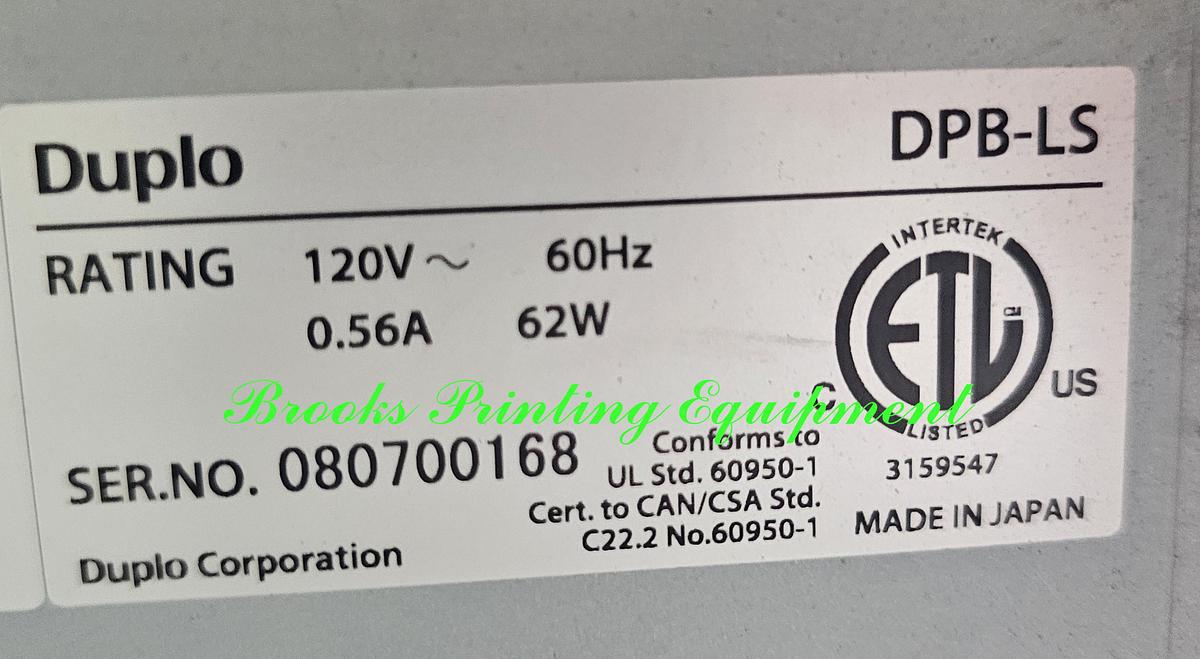 Duplo
DPB-LS
RATING 120V～ 60Hz
0.56A 62W
INTERTEK
ETL
CM
C US
LISTED
3159547
Brooks Printing Equipment
SER.NO. 080700168
Conforms to
UL Std. 60950-1
Cert. to CAN/CSA Std.
C22.2 No.60950-1
MADE IN JAPAN
Duplo Corporation